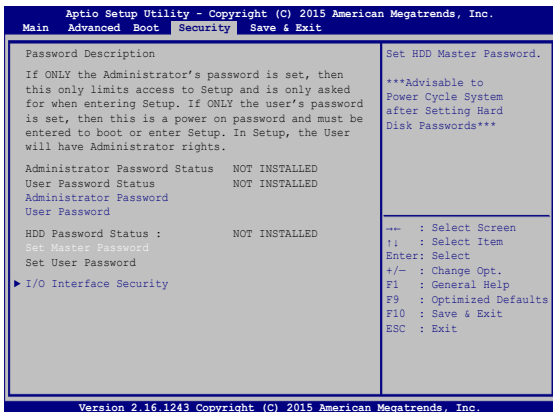 Aptio Setup Utility - Copyright (C) 2015 American Megatrends, Inc.
Main Advanced Boot Security Save & Exit
Password Description
If ONLY the Administrator's password is set, then
this only limits access to Setup and is only asked
for when entering Setup. If ONLY the user's password
is set, then this is a power on password and must be
entered to boot or enter Setup. In Setup, the User
will have Administrator rights.
Administrator Password Status NOT INSTALLED
User Password Status NOT INSTALLED
Administrator Password
User Password
HDD Password Status : NOT INSTALLED
Set Master Password
Set User Password
▶ I/O Interface Security
Set HDD Master Password.
***Advisable to
Power Cycle System
after Setting Hard
Disk Passwords***
→← : Select Screen
↑↓ : Select Item
Enter: Select
+/— : Change Opt.
F1 : General Help
F9 : Optimized Defaults
F10 : Save & Exit
ESC : Exit
Version 2.16.1243 Copyright (C) 2015 American Megatrends, Inc.